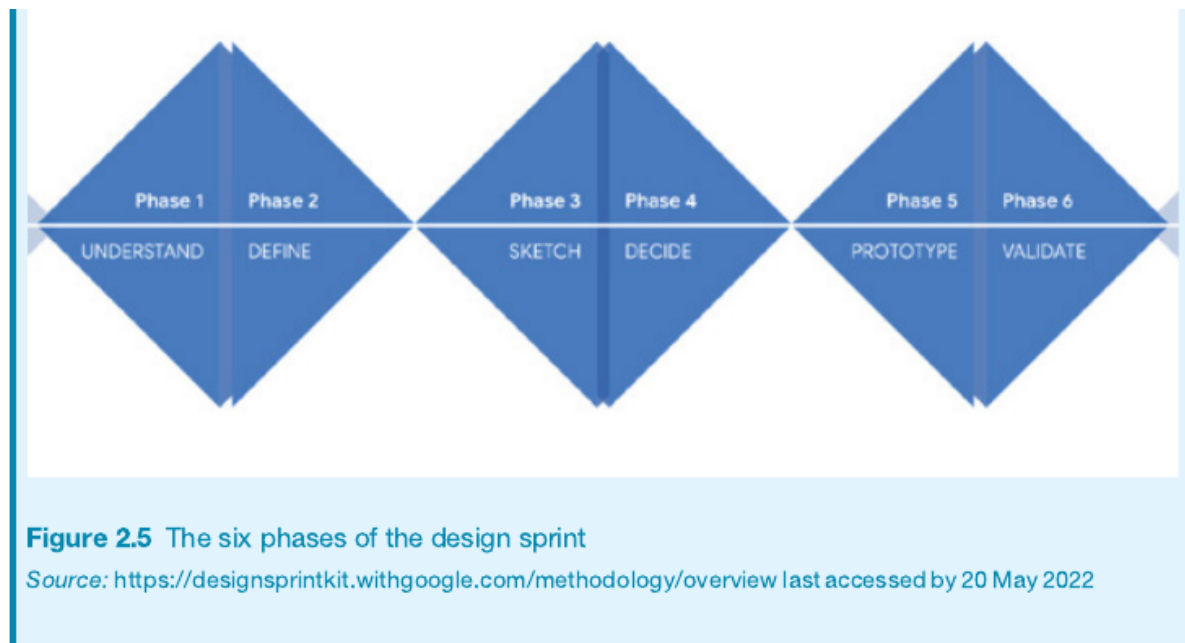 Phase 1 Phase 2 Phase 3 Phase 4 Phase 5 Phase 6
UNDERSTAND DEFINE SKETCH DECIDE PROTOTYPE VALIDATE
Figure 2.5 The six phases of the design sprint
Source: https://designsprintkit.withgoogle.com/methodology/overview last accessed by 20 May 2022